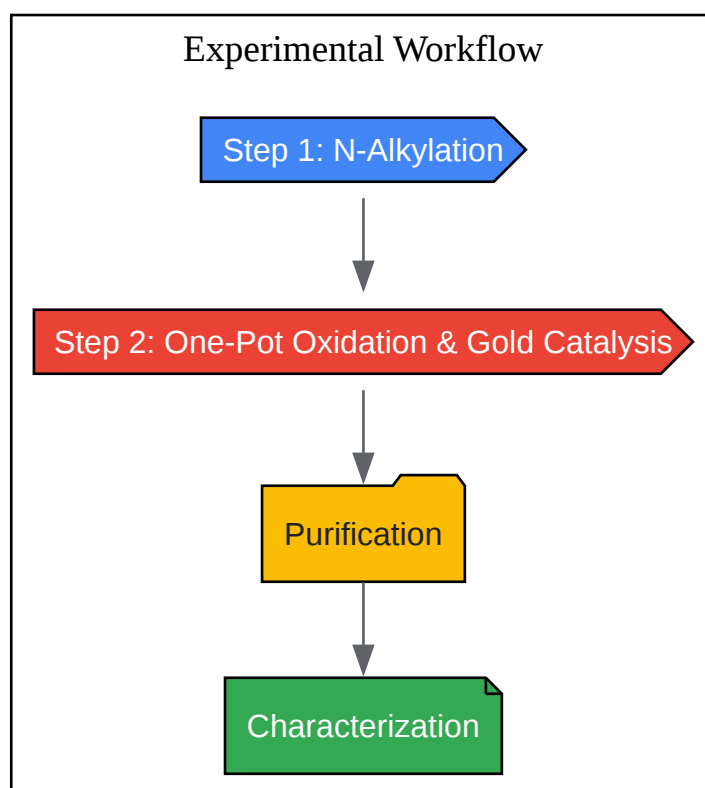 Experimental Workflow
Step 1: N-Alkylation
Step 2: One-Pot Oxidation & Gold Catalysis
Purification
Characterization